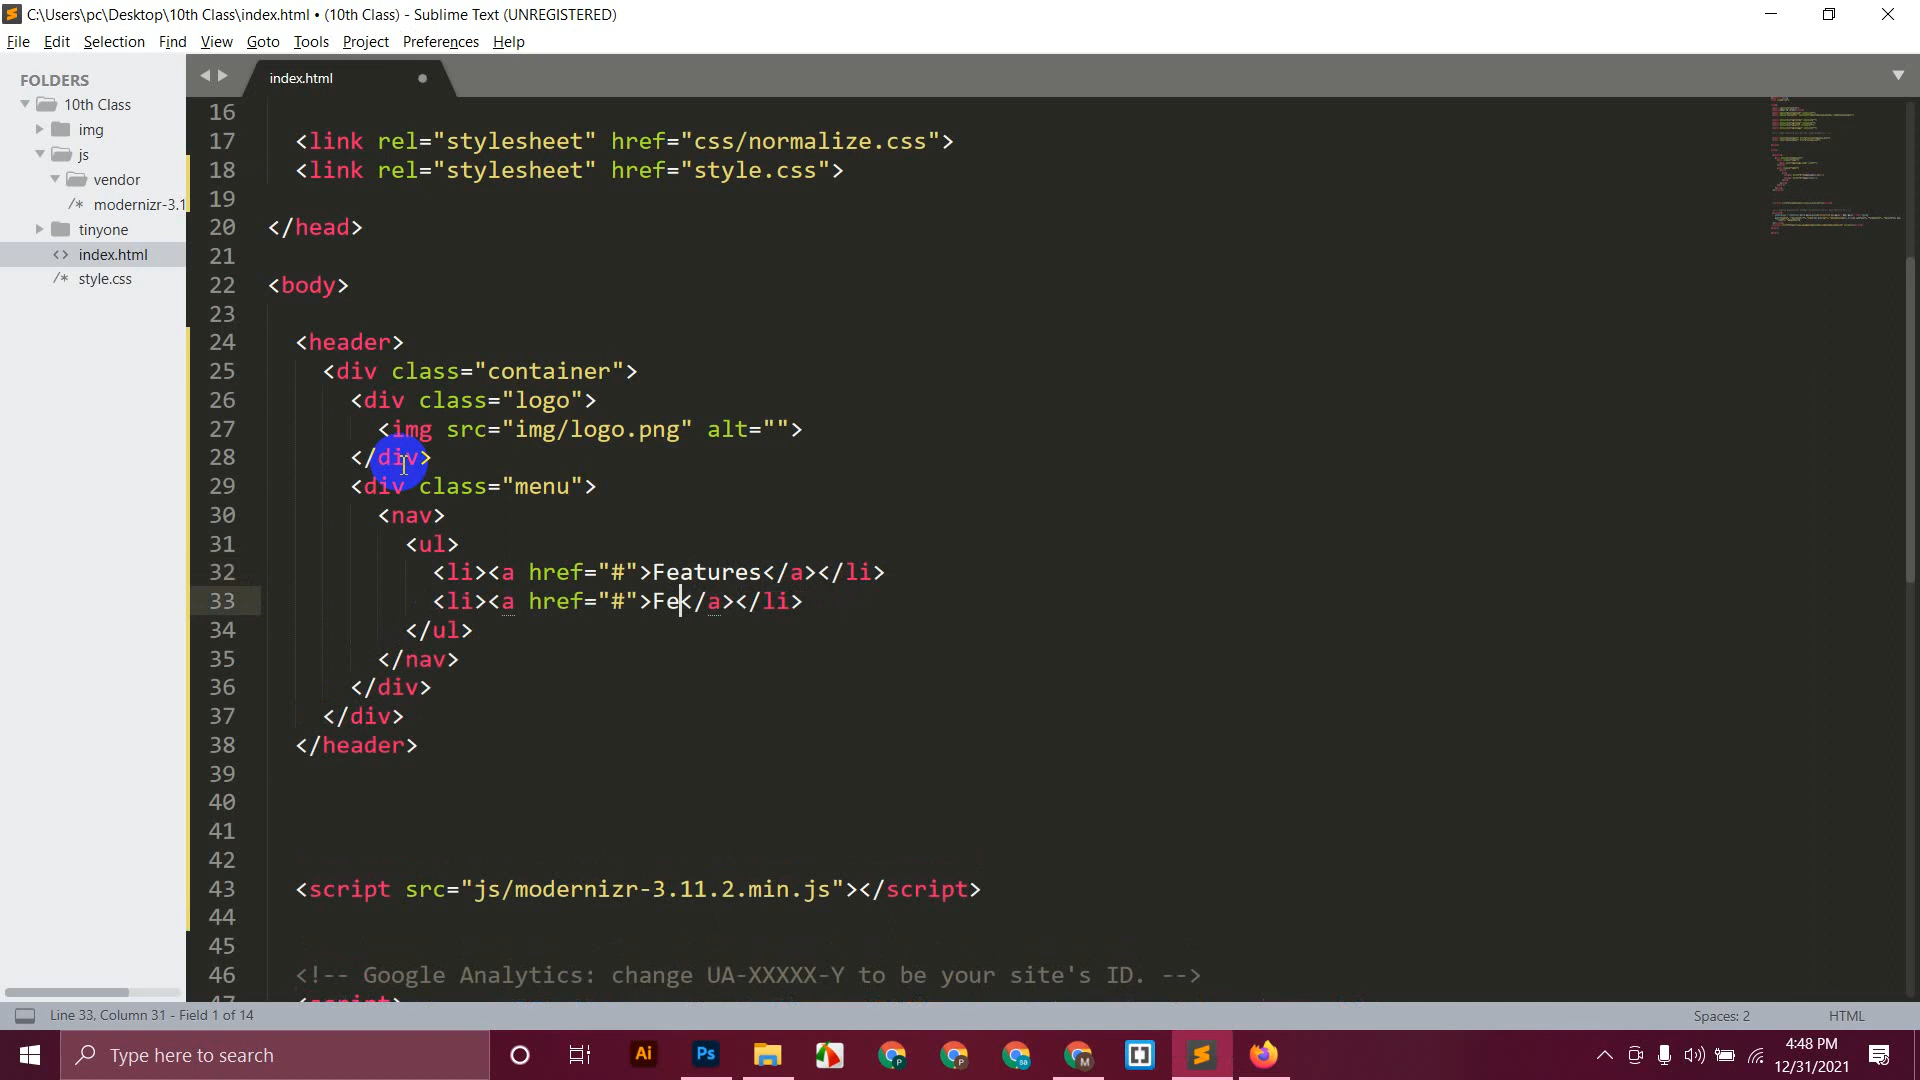 C:\Users\pc\Desktop\10th Class\index.html • (10th Class) - Sublime Text (UNREGISTERED)
File Edit Selection Find View Goto Tools Project Preferences Help
FOLDERS
10th Class
img
js
vendor
/* modernizr-3.1
tinyone
<> index.html
/* style.css
index.html
16
17 <link rel="stylesheet" href="css/normalize.css">
18 <link rel="stylesheet" href="style.css">
19
20 </head>
21
22 <body>
23
24 <header>
25 <div class="container">
26 <div class="logo">
27 <img src="img/logo.png" alt="">
28 </div>
29 <div class="menu">
30 <nav>
31 <ul>
32 <li><a href="#">Features</a></li>
33 <li><a href="#">Fe</a></li>
34 </ul>
35 </nav>
36 </div>
37 </div>
38 </header>
39
40
41
42
43 <script src="js/modernizr-3.11.2.min.js"></script>
44
45
46 <!-- Google Analytics: change UA-XXXXX-Y to be your site's ID. -->
47 <script>
Line 33, Column 31 - Field 1 of 14
Spaces: 2 HTML
Type here to search
Ai
Ps
4:48 PM
12/31/2021